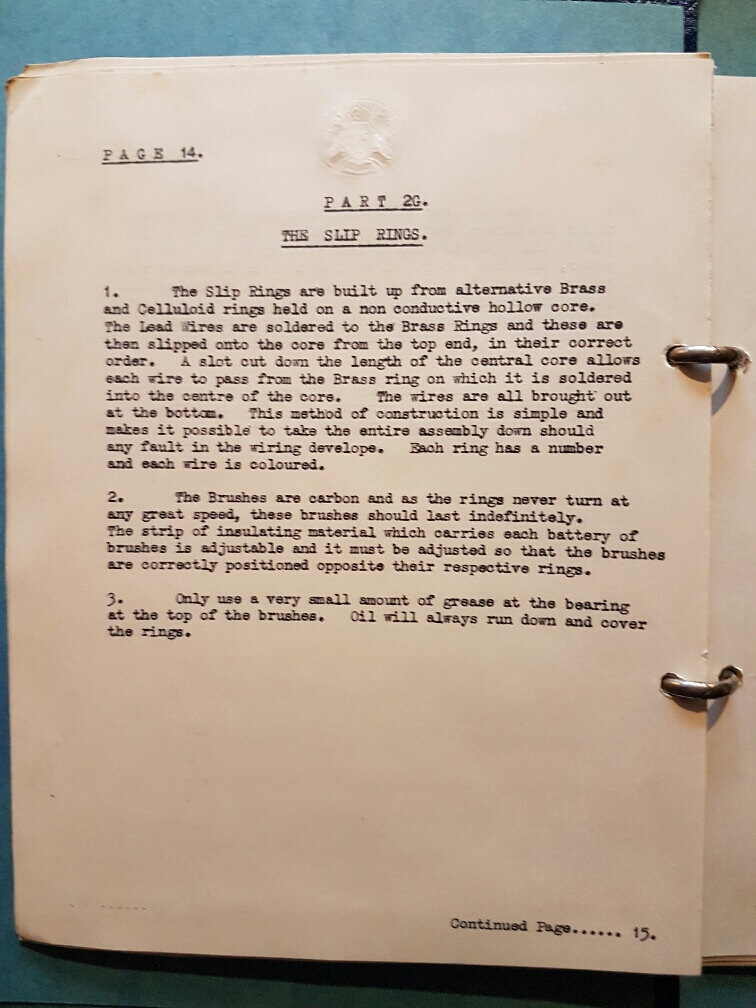 PAGE 14.
PART 2G.
THE SLIP RINGS.
1. The Slip Rings are built up from alternative Brass
and Celluloid rings held on a non conductive hollow core.
The Lead Wires are soldered to the Brass Rings and these are
then slipped onto the core from the top end, in their correct
order. A slot cut down the length of the central core allows
each wire to pass from the Brass ring on which it is soldered
into the centre of the core. The wires are all brought out
at the bottom. This method of construction is simple and
makes it possible to take the entire assembly down should
any fault in the wiring develope. Each ring has a number
and each wire is coloured.
2. The Brushes are carbon and as the rings never turn at
any great speed, these brushes should last indefinitely.
The strip of insulating material which carries each battery of
brushes is adjustable and it must be adjusted so that the brushes
are correctly positioned opposite their respective rings.
3. Only use a very small amount of grease at the bearing
at the top of the brushes. Oil will always run down and cover
the rings.
Continued Page...... 15.